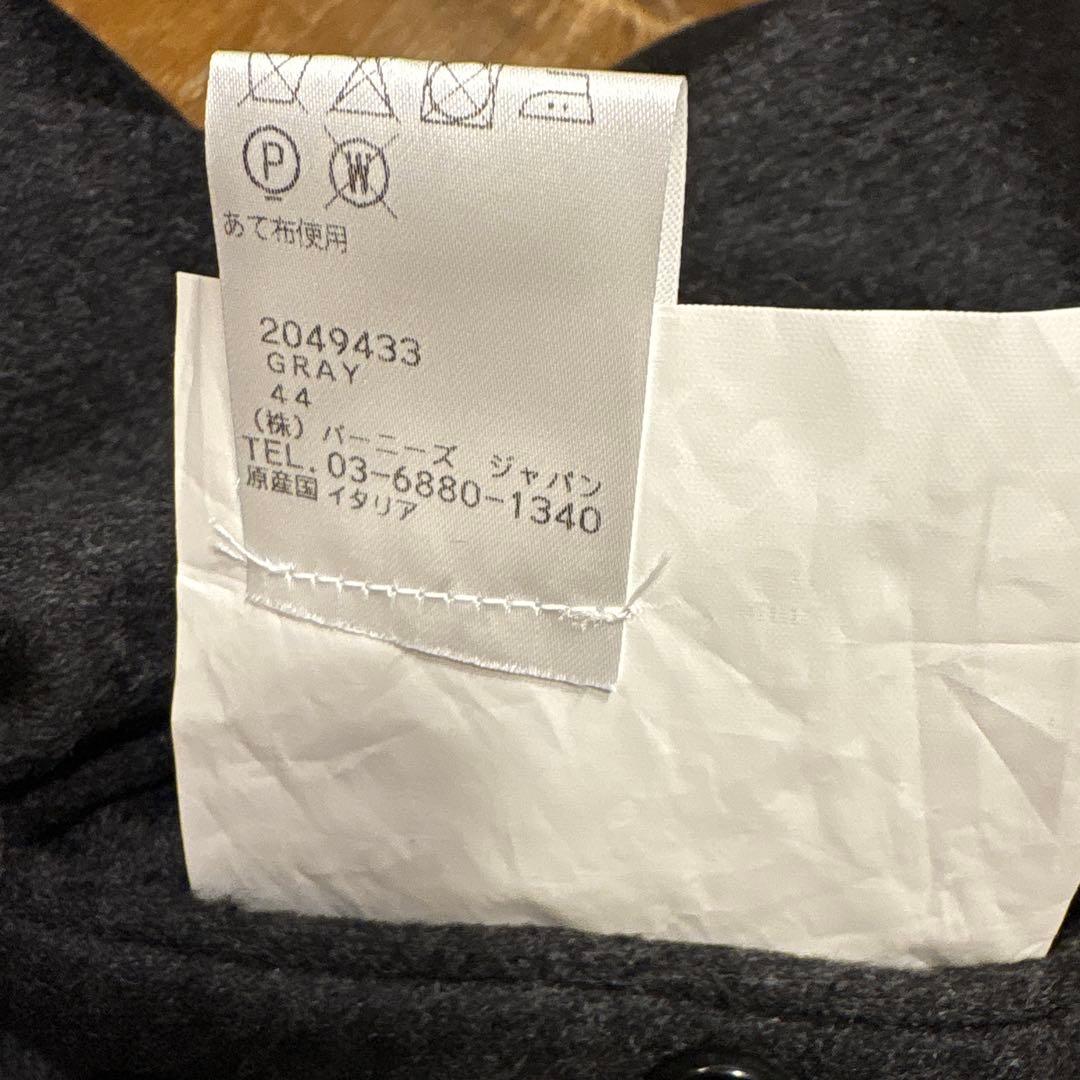 P W
あて布使用
2049433
GRAY
44
(株) バーニーズ ジャパン
TEL. 03-6880-1340
原産国 イタリア